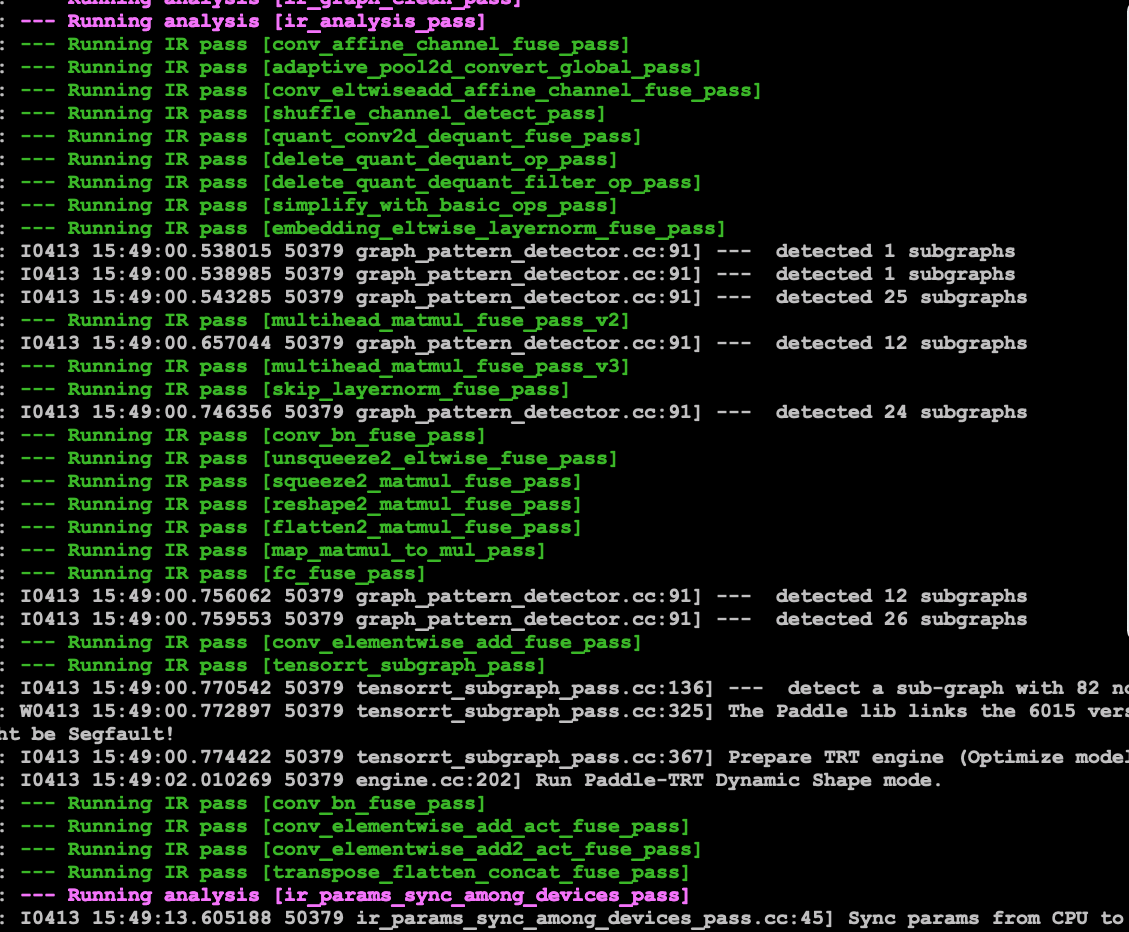 : --- Running analysis [ir_graph_clean_pass]
: --- Running analysis [ir_analysis_pass]
: --- Running IR pass [conv_affine_channel_fuse_pass]
: --- Running IR pass [adaptive_pool2d_convert_global_pass]
: --- Running IR pass [conv_eltwiseadd_affine_channel_fuse_pass]
: --- Running IR pass [shuffle_channel_detect_pass]
: --- Running IR pass [quant_conv2d_dequant_fuse_pass]
: --- Running IR pass [delete_quant_dequant_op_pass]
: --- Running IR pass [delete_quant_dequant_filter_op_pass]
: --- Running IR pass [simplify_with_basic_ops_pass]
: --- Running IR pass [embedding_eltwise_layernorm_fuse_pass]
: I0413 15:49:00.538015 50379 graph_pattern_detector.cc:91] ---  detected 1 subgraphs
: I0413 15:49:00.538985 50379 graph_pattern_detector.cc:91] ---  detected 1 subgraphs
: I0413 15:49:00.543285 50379 graph_pattern_detector.cc:91] ---  detected 25 subgraphs
: --- Running IR pass [multihead_matmul_fuse_pass_v2]
: I0413 15:49:00.657044 50379 graph_pattern_detector.cc:91] ---  detected 12 subgraphs
: --- Running IR pass [multihead_matmul_fuse_pass_v3]
: --- Running IR pass [skip_layernorm_fuse_pass]
: I0413 15:49:00.746356 50379 graph_pattern_detector.cc:91] ---  detected 24 subgraphs
: --- Running IR pass [conv_bn_fuse_pass]
: --- Running IR pass [unsqueeze2_eltwise_fuse_pass]
: --- Running IR pass [squeeze2_matmul_fuse_pass]
: --- Running IR pass [reshape2_matmul_fuse_pass]
: --- Running IR pass [flatten2_matmul_fuse_pass]
: --- Running IR pass [map_matmul_to_mul_pass]
: --- Running IR pass [fc_fuse_pass]
: I0413 15:49:00.756062 50379 graph_pattern_detector.cc:91] ---  detected 12 subgraphs
: I0413 15:49:00.759553 50379 graph_pattern_detector.cc:91] ---  detected 26 subgraphs
: --- Running IR pass [conv_elementwise_add_fuse_pass]
: --- Running IR pass [tensorrt_subgraph_pass]
: I0413 15:49:00.770542 50379 tensorrt_subgraph_pass.cc:136] ---  detect a sub-graph with 82 no
: W0413 15:49:00.772897 50379 tensorrt_subgraph_pass.cc:325] The Paddle lib links the 6015 vers
ht be Segfault!
: I0413 15:49:00.774422 50379 tensorrt_subgraph_pass.cc:367] Prepare TRT engine (Optimize model
: I0413 15:49:02.010269 50379 engine.cc:202] Run Paddle-TRT Dynamic Shape mode.
: --- Running IR pass [conv_bn_fuse_pass]
: --- Running IR pass [conv_elementwise_add_act_fuse_pass]
: --- Running IR pass [conv_elementwise_add2_act_fuse_pass]
: --- Running IR pass [transpose_flatten_concat_fuse_pass]
: --- Running analysis [ir_params_sync_among_devices_pass]
: I0413 15:49:13.605188 50379 ir_params_sync_among_devices_pass.cc:45] Sync params from CPU to